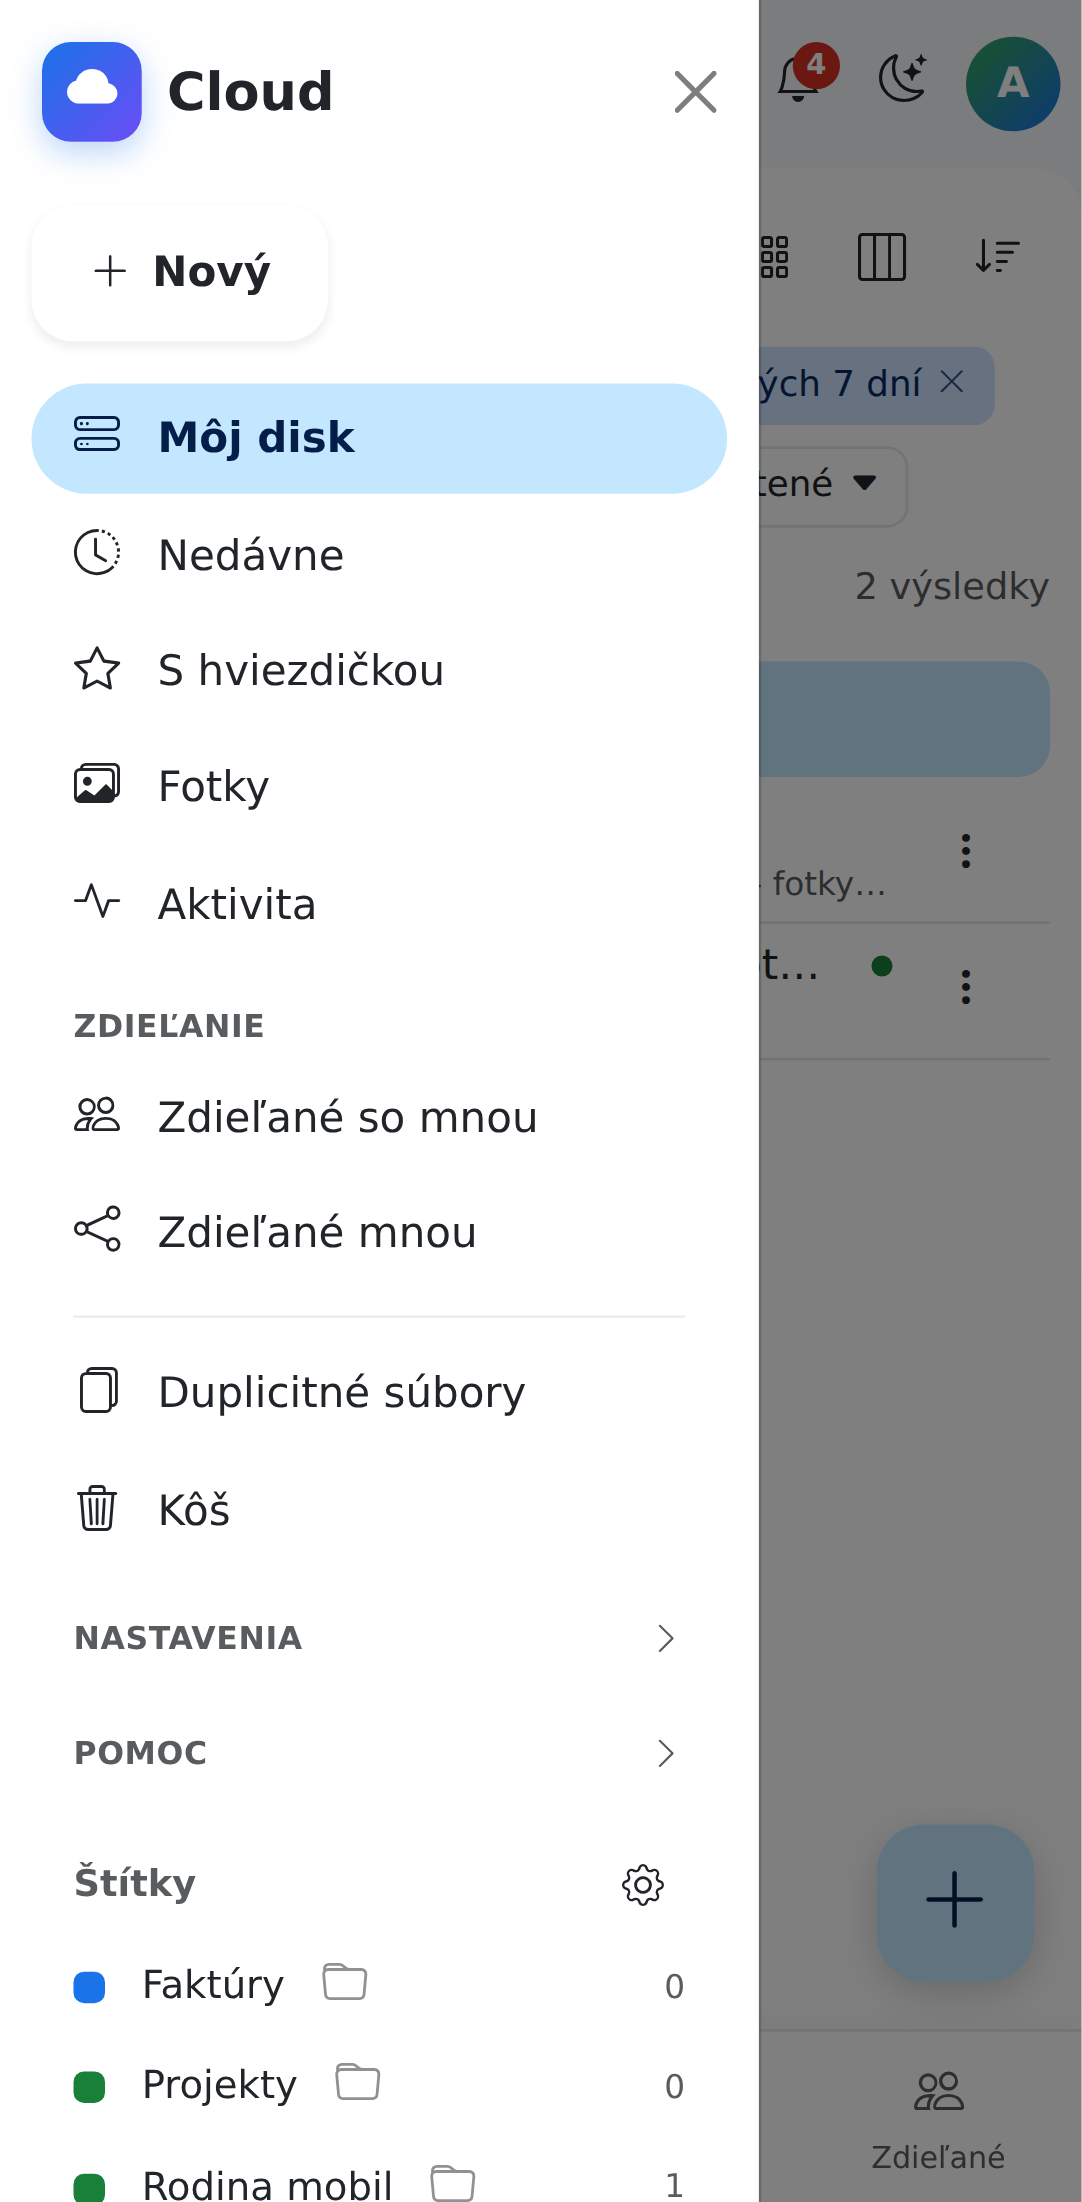 Cloud
4
A
Nový
Môj disk
ých 7 dní
tené
Nedávne
2 výsledky
S hviezdičkou
Fotky
fotky...
Aktivita
t...
ZDIEĽANIE
Zdieľané so mnou
Zdieľané mnou
Duplicitné súbory
Kôš
NASTAVENIA
POMOC
Štítky
Faktúry 0
Projekty 0
Zdieľané
Rodina mobil 1